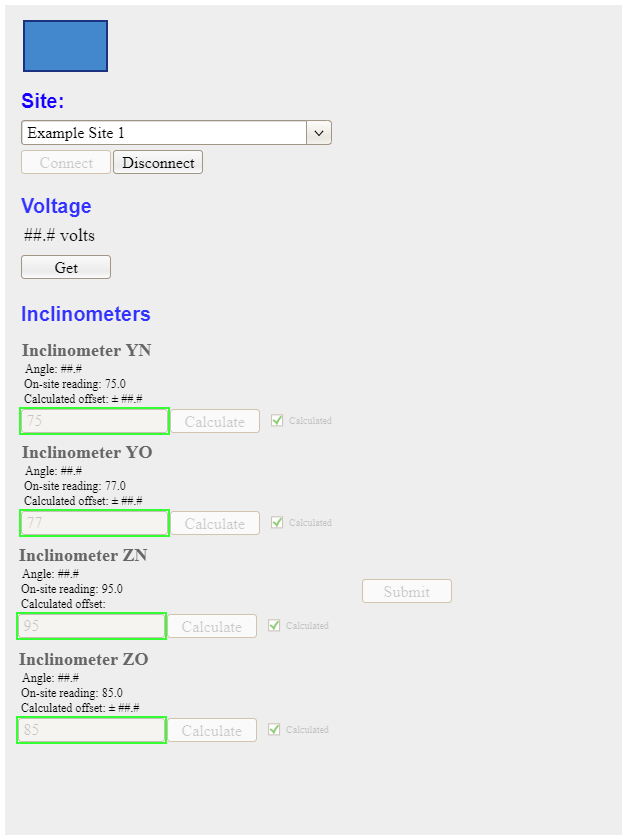 Site:
Example Site 1
Connect Disconnect
Voltage
##.# volts
Get
Inclinometers
Inclinometer YN
Angle: ##.#
On-site reading: 75.0
Calculated offset: ± ##.#
75 Calculate Calculated
Inclinometer YO
Angle: ##.#
On-site reading: 77.0
Calculated offset: ± ##.#
77 Calculate Calculated
Inclinometer ZN
Angle: ##.#
On-site reading: 95.0
Submit
Calculated offset:
95 Calculate Calculated
Inclinometer ZO
Angle: ##.#
On-site reading: 85.0
Calculated offset: ± ##.#
85 Calculate Calculated